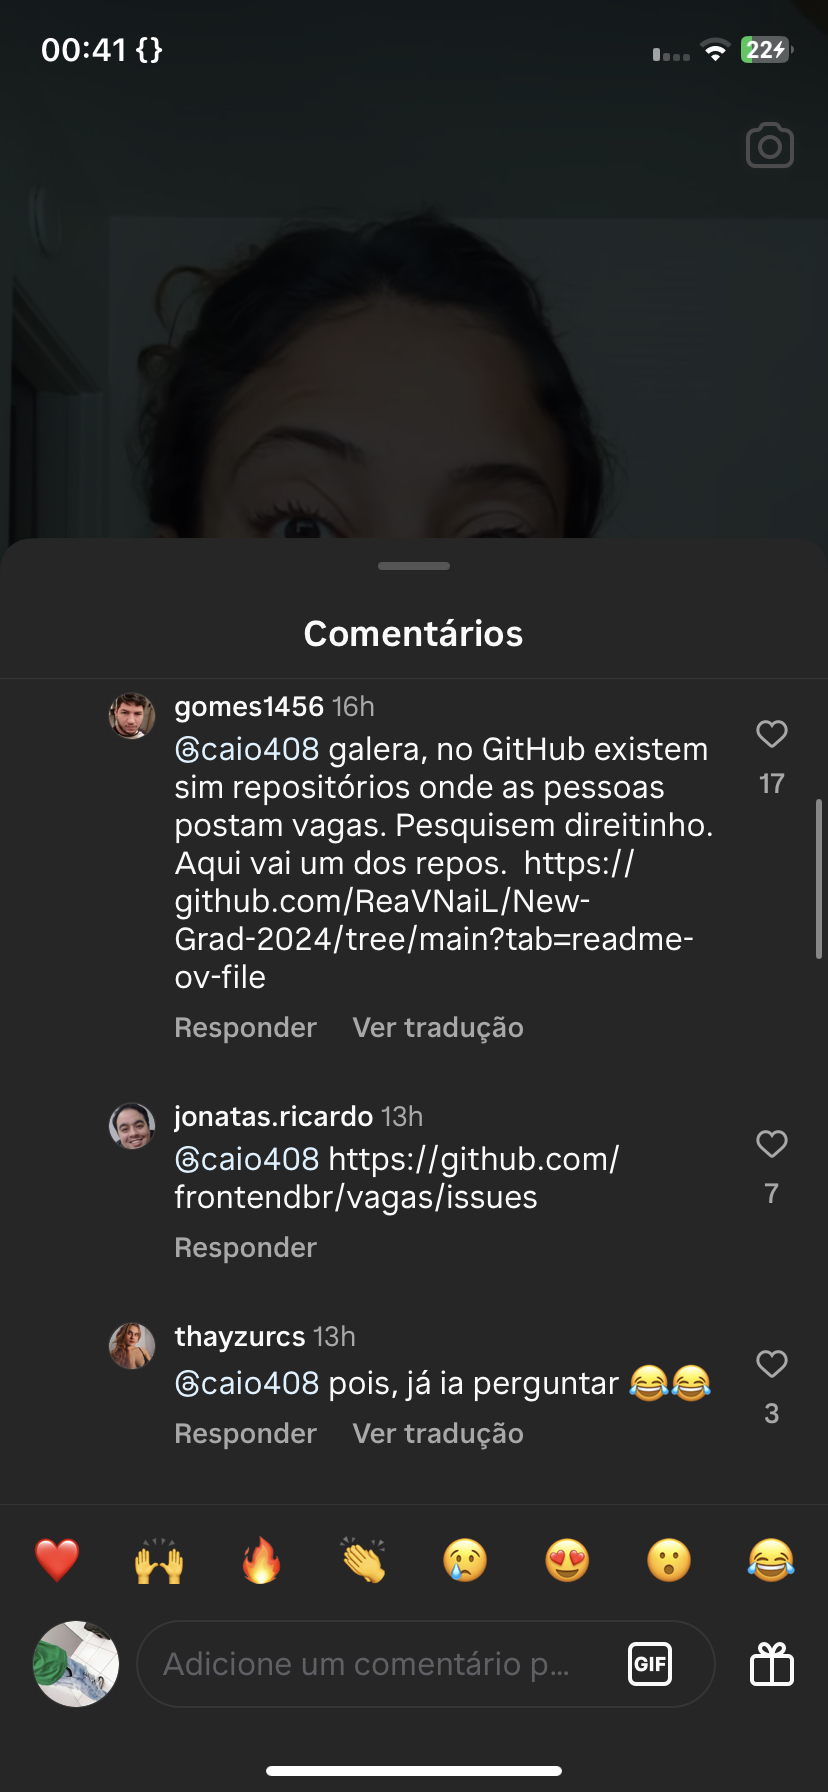 00:41 {}
22
Comentários
gomes1456 16h
@caio408 galera, no GitHub existem
sim repositórios onde as pessoas
postam vagas. Pesquisem direitinho.
Aqui vai um dos repos.  https://
github.com/ReaVNaiL/New-
Grad-2024/tree/main?tab=readme-
ov-file
17
Responder Ver tradução
jonatas.ricardo 13h
@caio408 https://github.com/
frontendbr/vagas/issues
7
Responder
thayzurcs 13h
@caio408 pois, já ia perguntar 😂😂
3
Responder Ver tradução
❤️ 🙌 🔥 👏 😢 😍 😮 😂
Adicione um comentário p... GIF